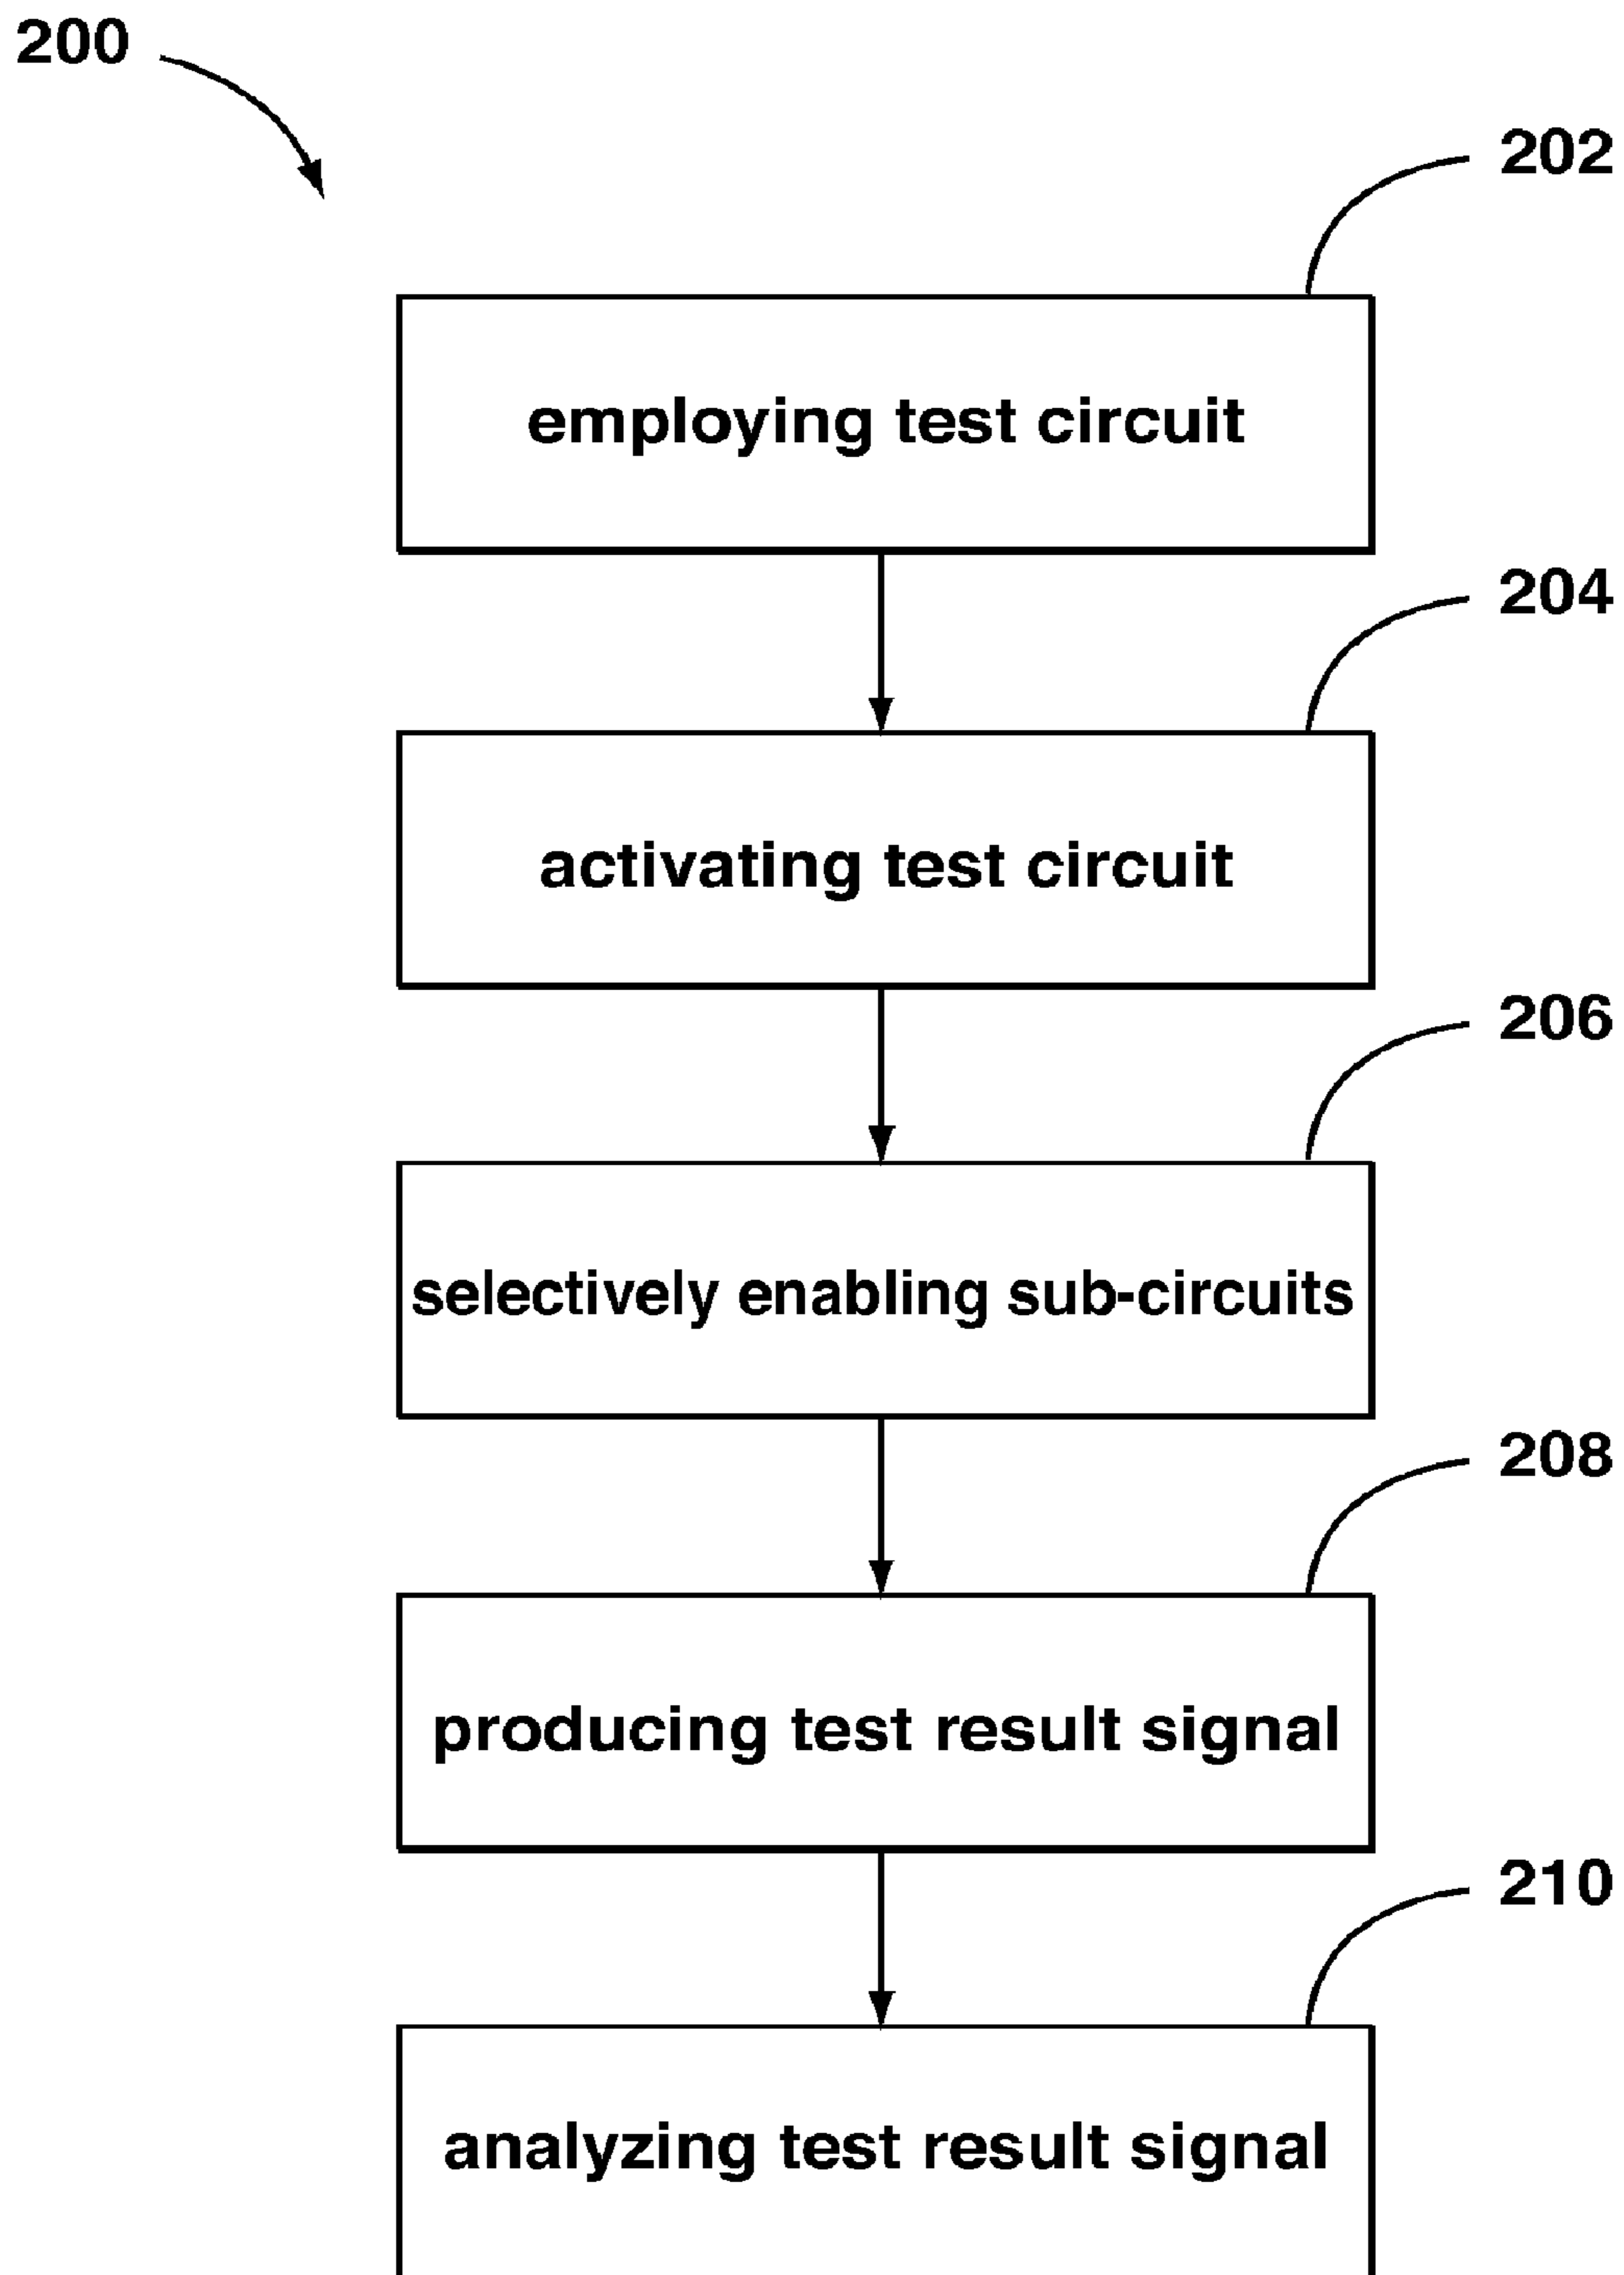 200
202
employing test circuit
204
activating test circuit
206
selectively enabling sub-circuits
208
producing test result signal
210
analyzing test result signal